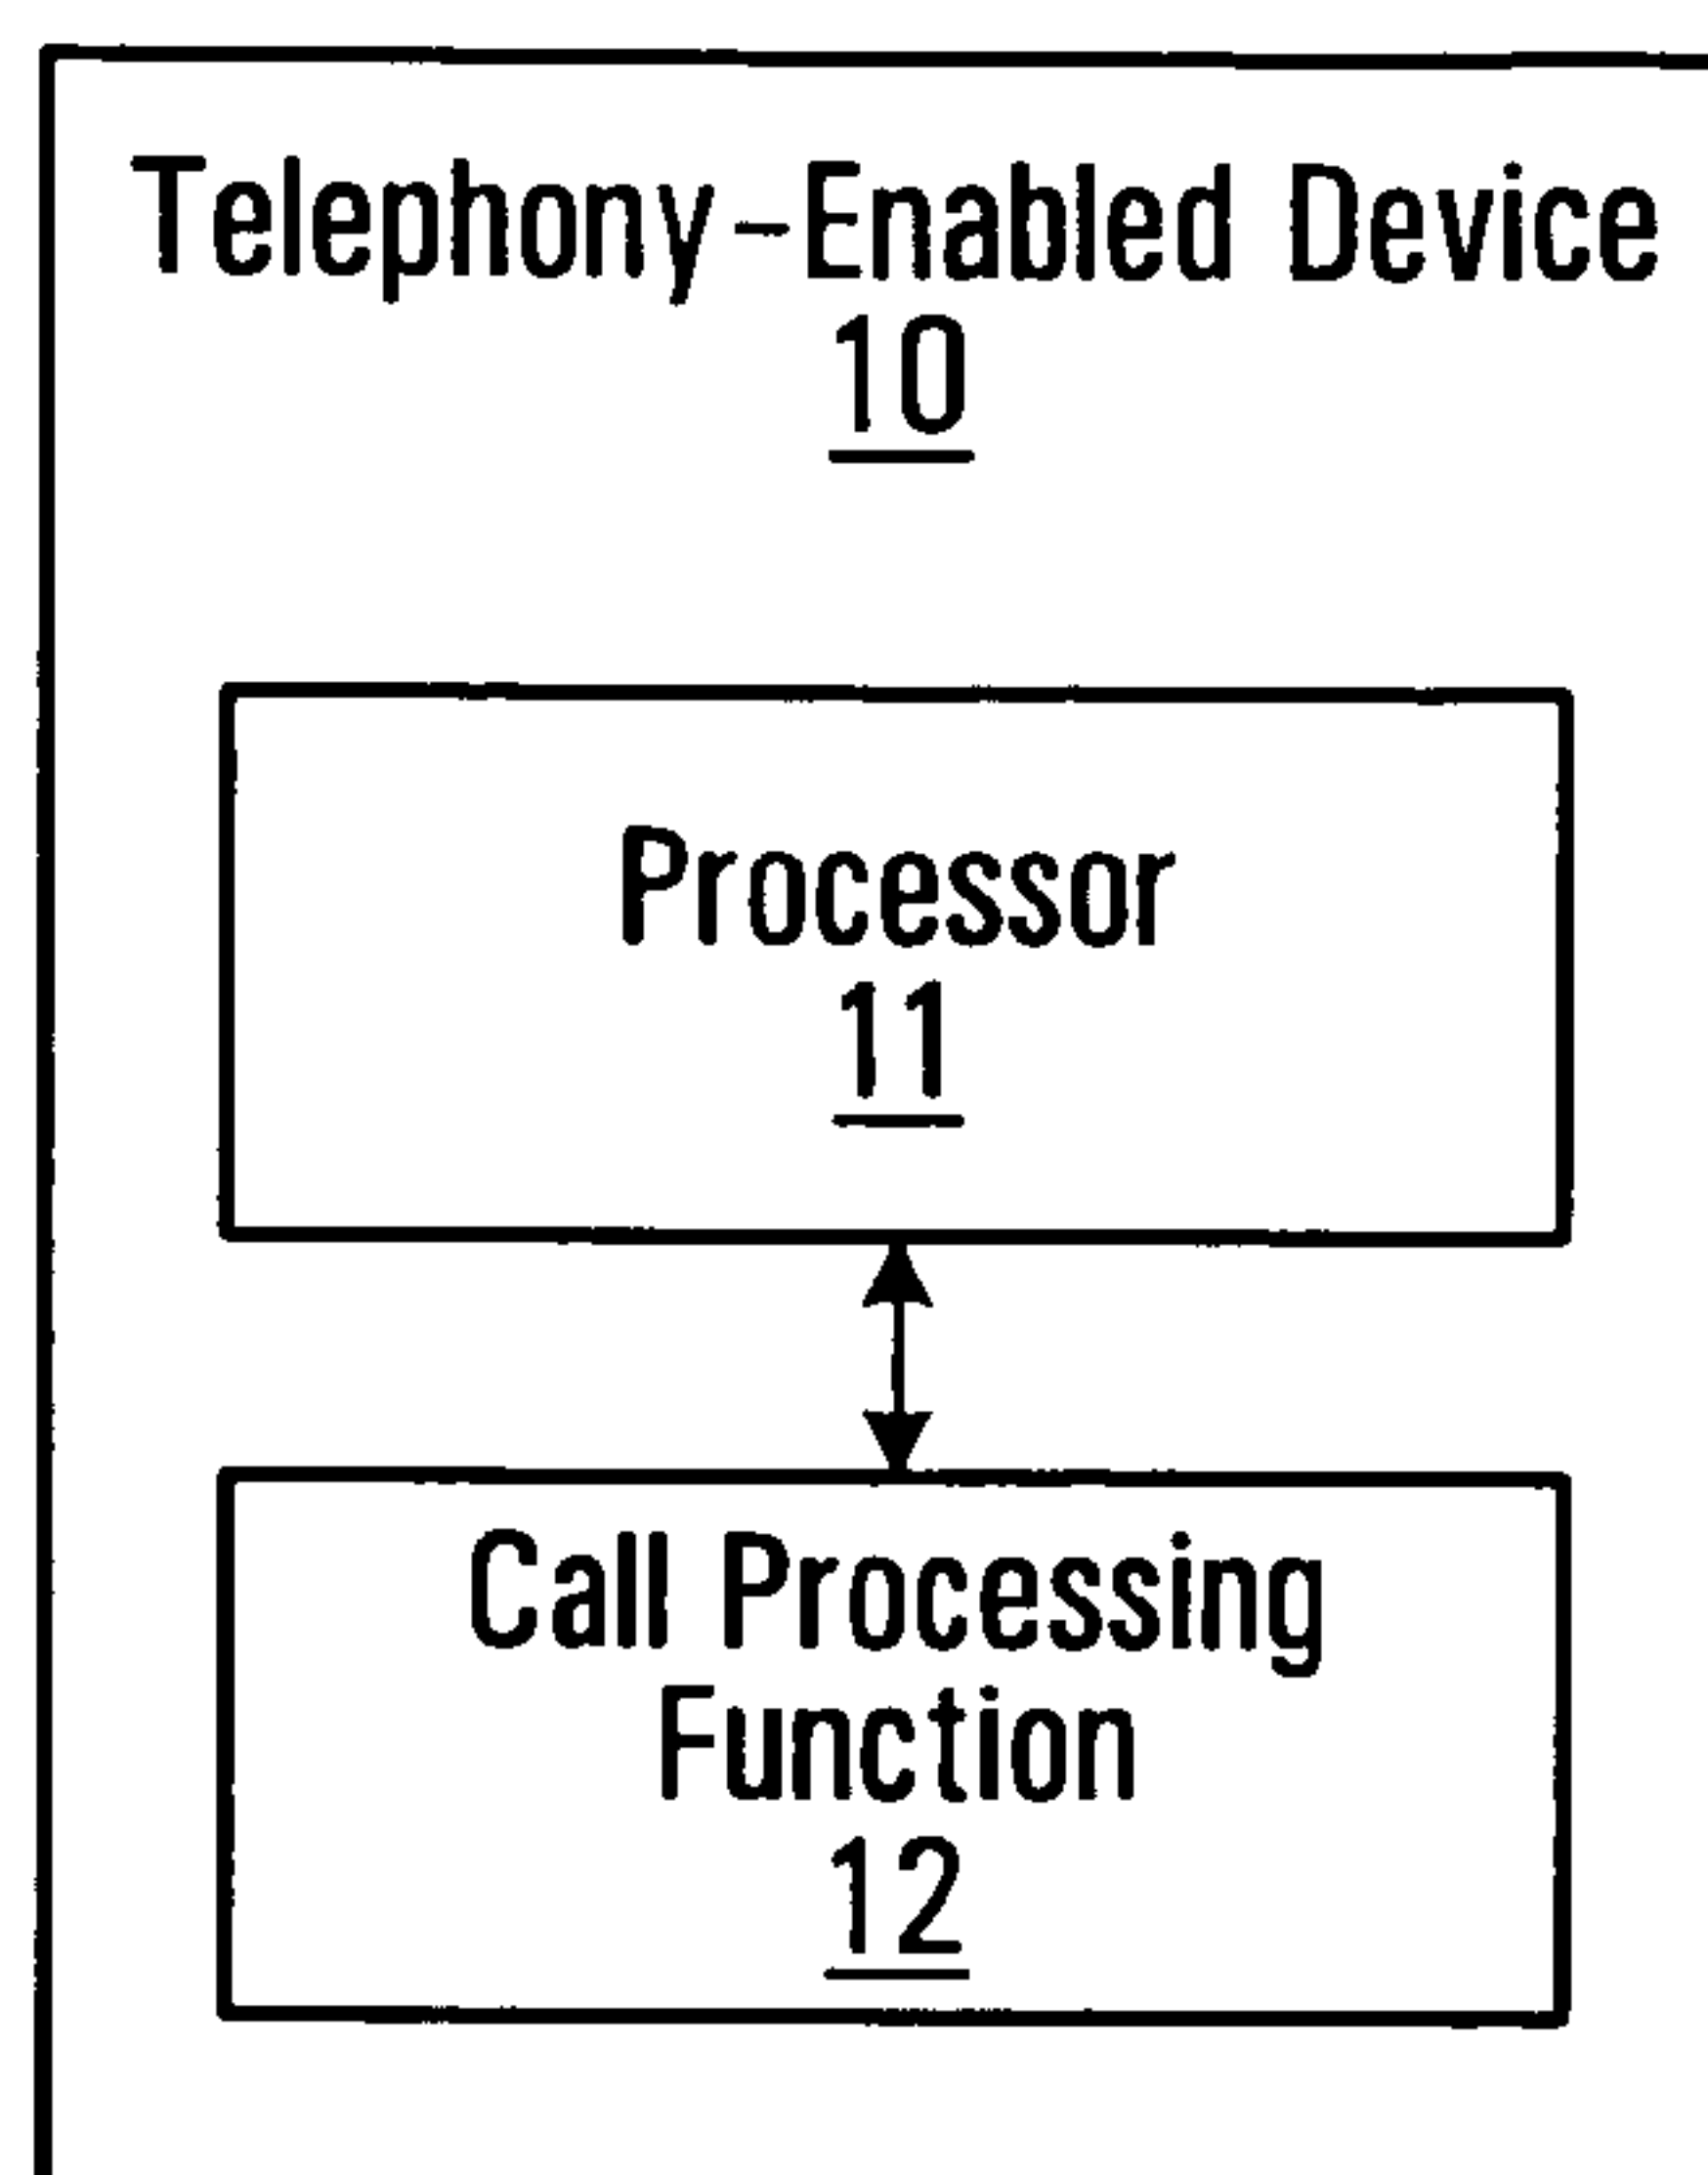 Telephony-Enabled Device
10
Processor
11
Call Processing
Function
12